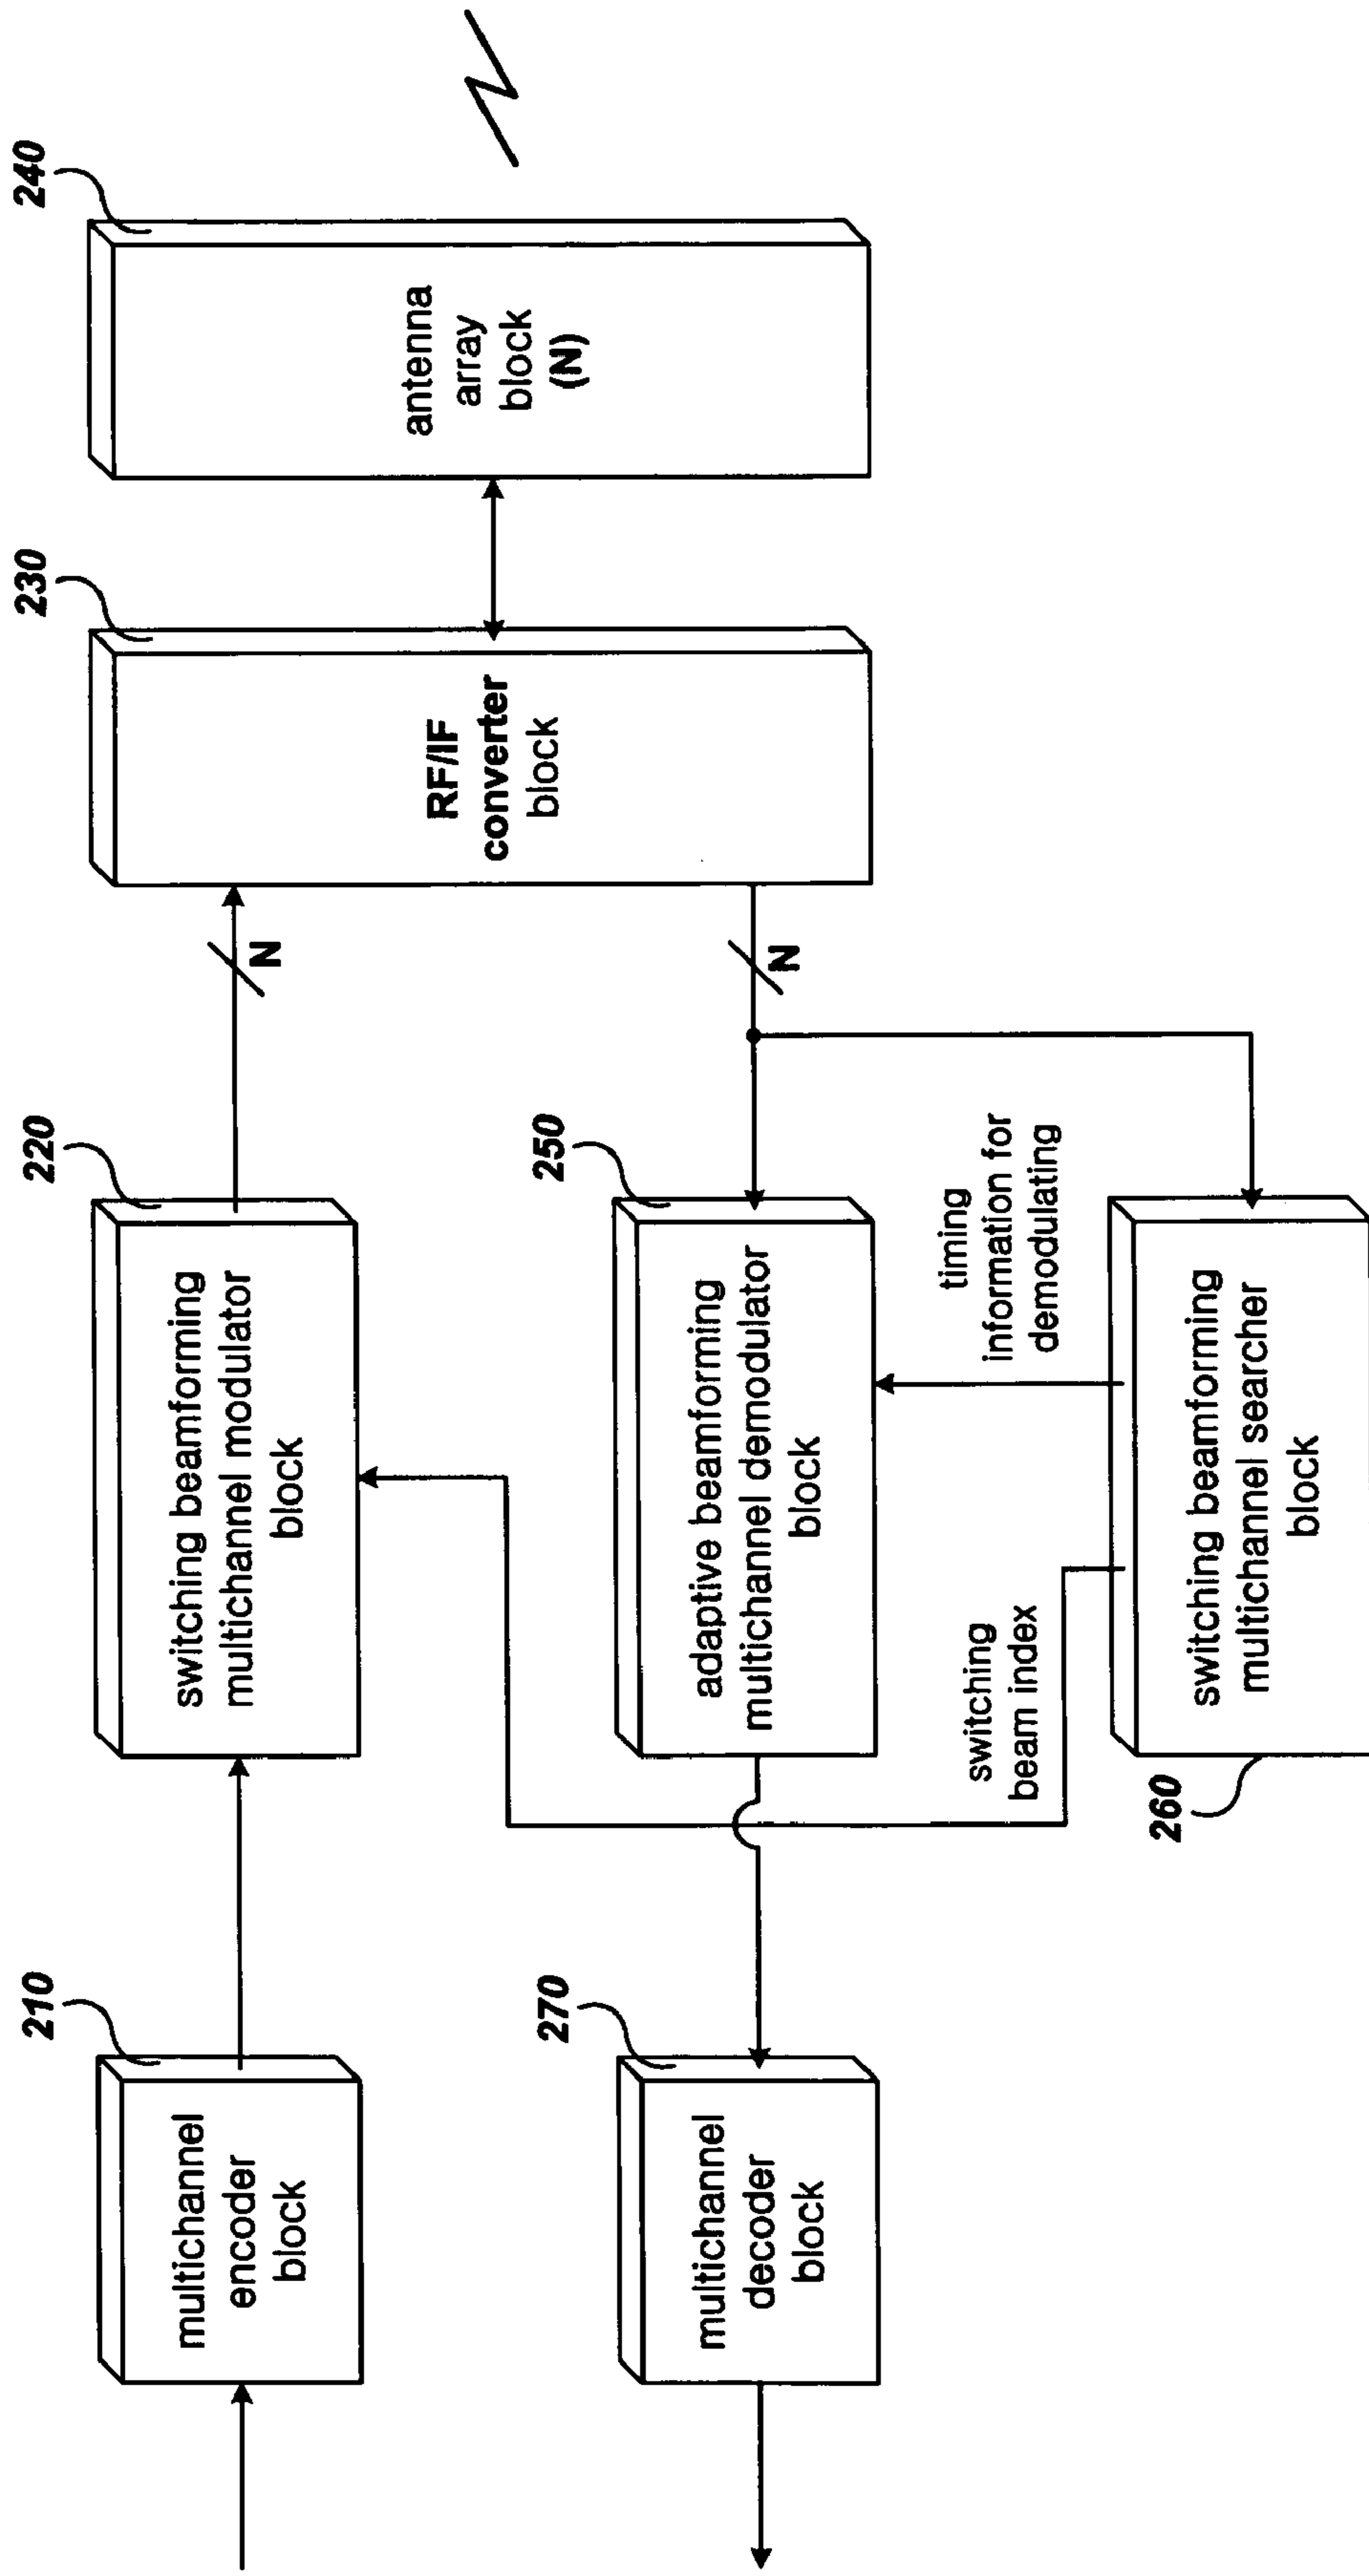 210
multichannel
encoder
block
220
switching beamforming
multichannel modulator
block
N
230
RF/IF
converter
block
240
antenna
array
block
(N)
270
multichannel
decoder
block
250
adaptive beamforming
multichannel demodulator
block
N
switching
beam index
timing
information for
demodulating
260
switching beamforming
multichannel searcher
block